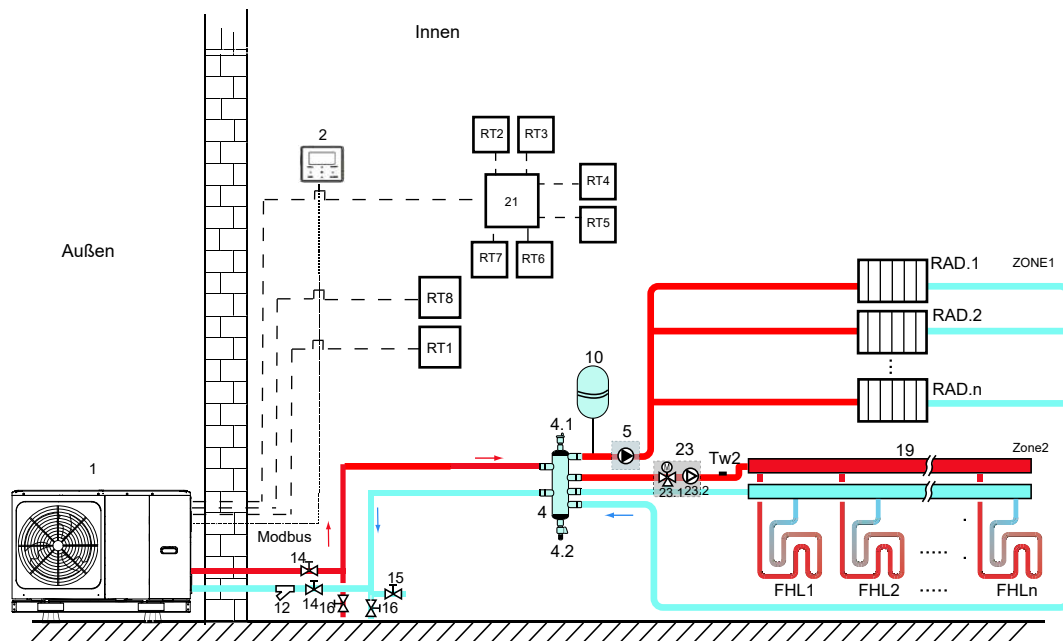 Innen
Außen
2
RT2
RT3
RT4
21
RT5
RT7
RT6
RT8
RT1
RAD.1
ZONE1
RAD.2
RAD.n
10
4.1
5
23
Tw2
19
Zone2
M
23.1
23.2
4
4.2
1
Modbus
14
12
14
16
16
15
FHL1
FHL2
FHLn